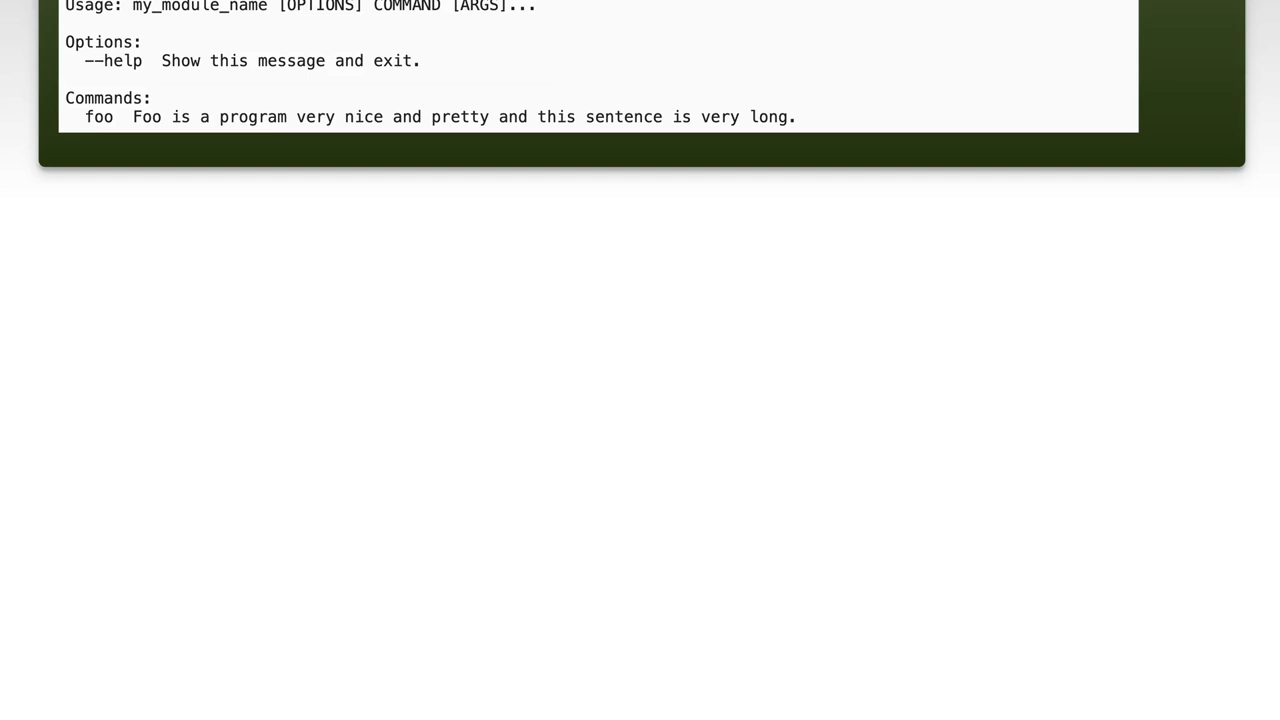 Usage: my_module_name [OPTIONS] COMMAND [ARGS]...
Options:
--help  Show this message and exit.
Commands:
foo  Foo is a program very nice and pretty and this sentence is very long.